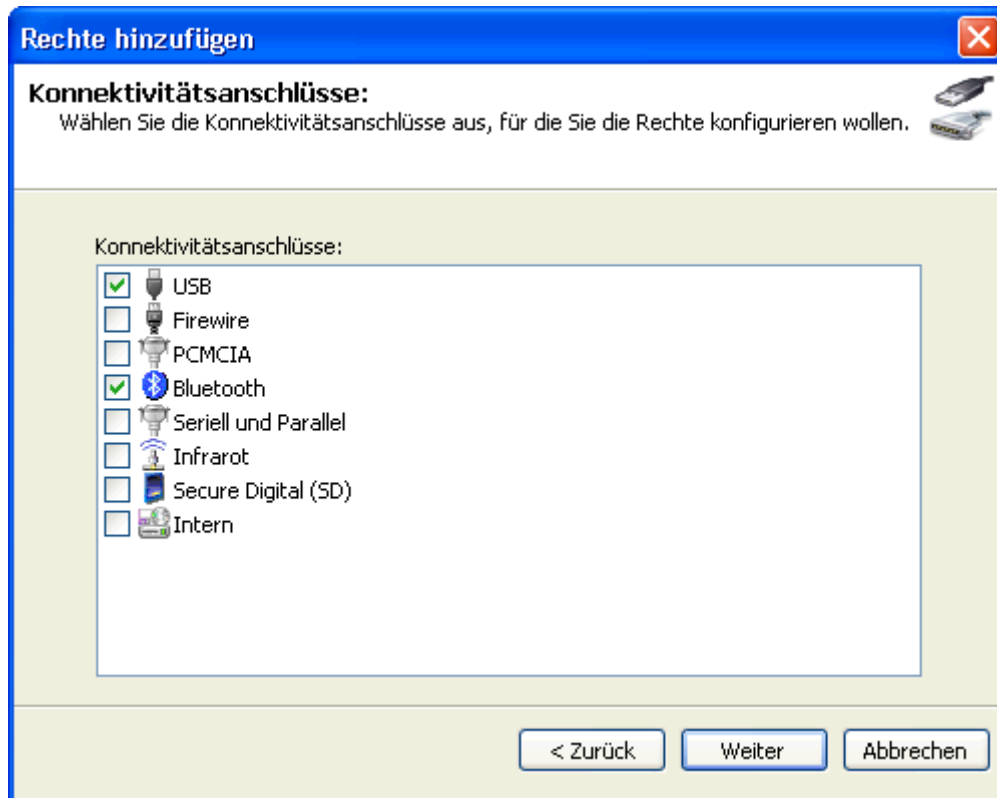 Rechte hinzufügen
Konnektivitätsanschlüsse:
Wählen Sie die Konnektivitätsanschlüsse aus, für die Sie die Rechte konfigurieren wollen.
Konnektivitätsanschlüsse:
USB
Firewire
PCMCIA
Bluetooth
Seriell und Parallel
Infrarot
Secure Digital (SD)
Intern
< Zurück
Weiter
Abbrechen